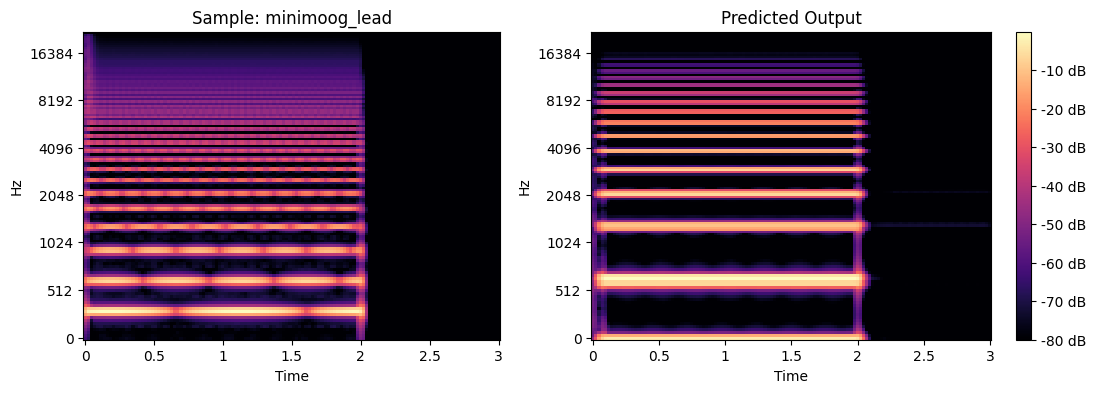 Sample: minimoog_lead
Hz
16384
8192
4096
2048
1024
512
0
0
0.5
1
1.5
2
2.5
3
Time
Predicted Output
Hz
16384
8192
4096
2048
1024
512
0
0
0.5
1
1.5
2
2.5
3
Time
-10 dB
-20 dB
-30 dB
-40 dB
-50 dB
-60 dB
-70 dB
-80 dB